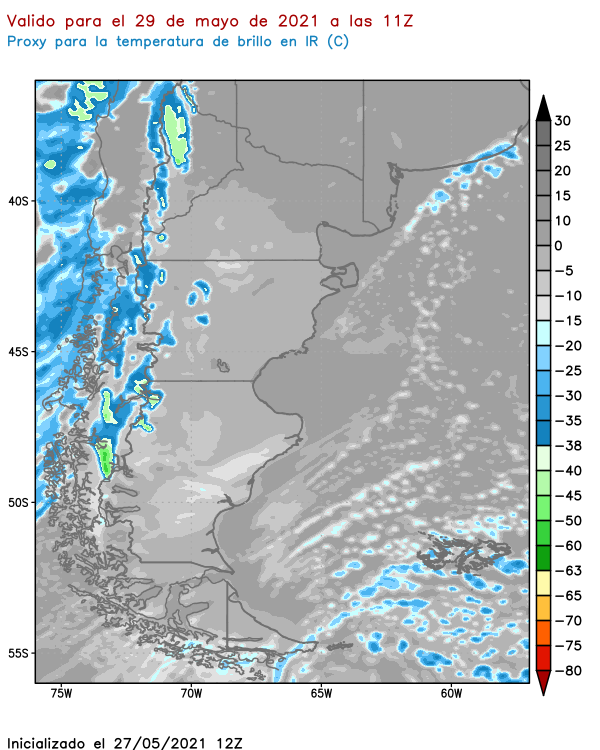 Valido para el 29 de mayo de 2021 a las 11Z
Proxy para la temperatura de brillo en IR (C)
30
25
20
15
10
0
−5
−10
−15
−20
−25
−30
−35
−38
−40
−45
−50
−60
−63
−65
−70
−75
−80
40S
45S
50S
55S
75W
70W
65W
60W
Inicializado el 27/05/2021 12Z